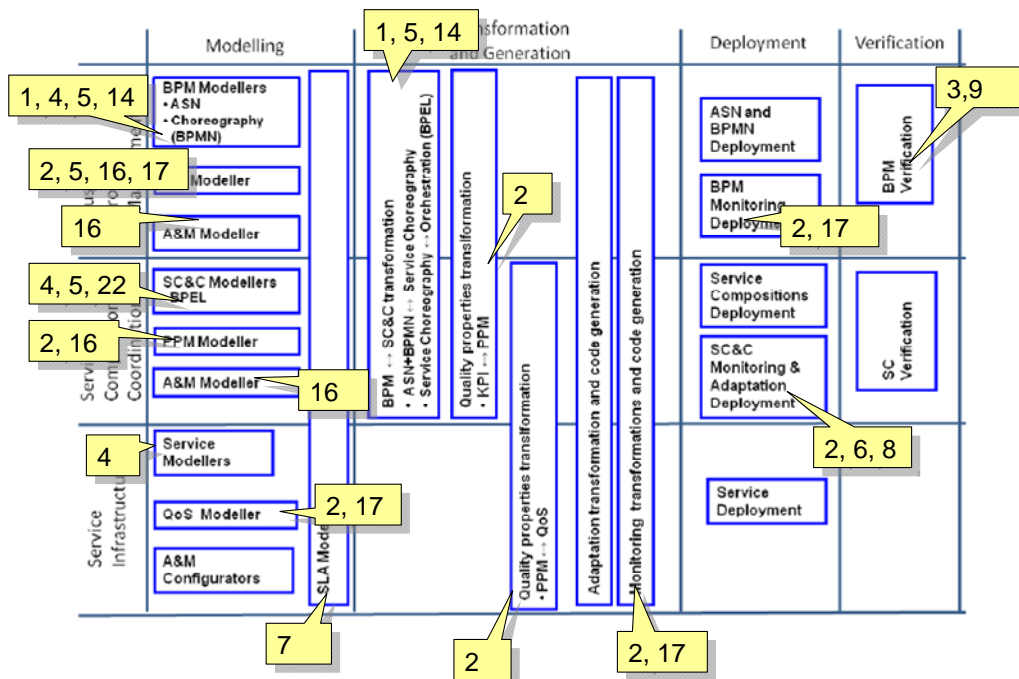 Modelling
and Generation
Deployment
Verification
1, 5, 14
1, 4, 5, 14
BPM Modellers
• ASN
• Choreography
(BPMN)
2, 5, 16, 17
Modeller
16
A&M Modeller
BPM ↔ SC&C transformation
• ASN+BPMN ↔ Service Choreography
• Service Choreography ↔ Orchestration (BPEL)
Quality properties transformation
• KPI ↔ PPM
2
ASN and
BPMN
Deployment
BPM
Monitoring
2, 17
BPM
Verification
3,9
4, 5, 22
SC&C Modellers
BPEL
2, 16
PPM Modeller
A&M Modeller
16
Quality properties transformation
• PPM ↔ QoS
2
Adaptation transformation and code generation
Monitoring transformations and code generation
2, 17
Service
Compositions
Deployment
SC&C
Monitoring &
Adaptation
Deployment
2, 6, 8
SC
Verification
Service
Infrastructu
4
Service
Modellers
QoS Modeller
2, 17
A&M
Configurators
SLA Mode
7
Service
Deployment